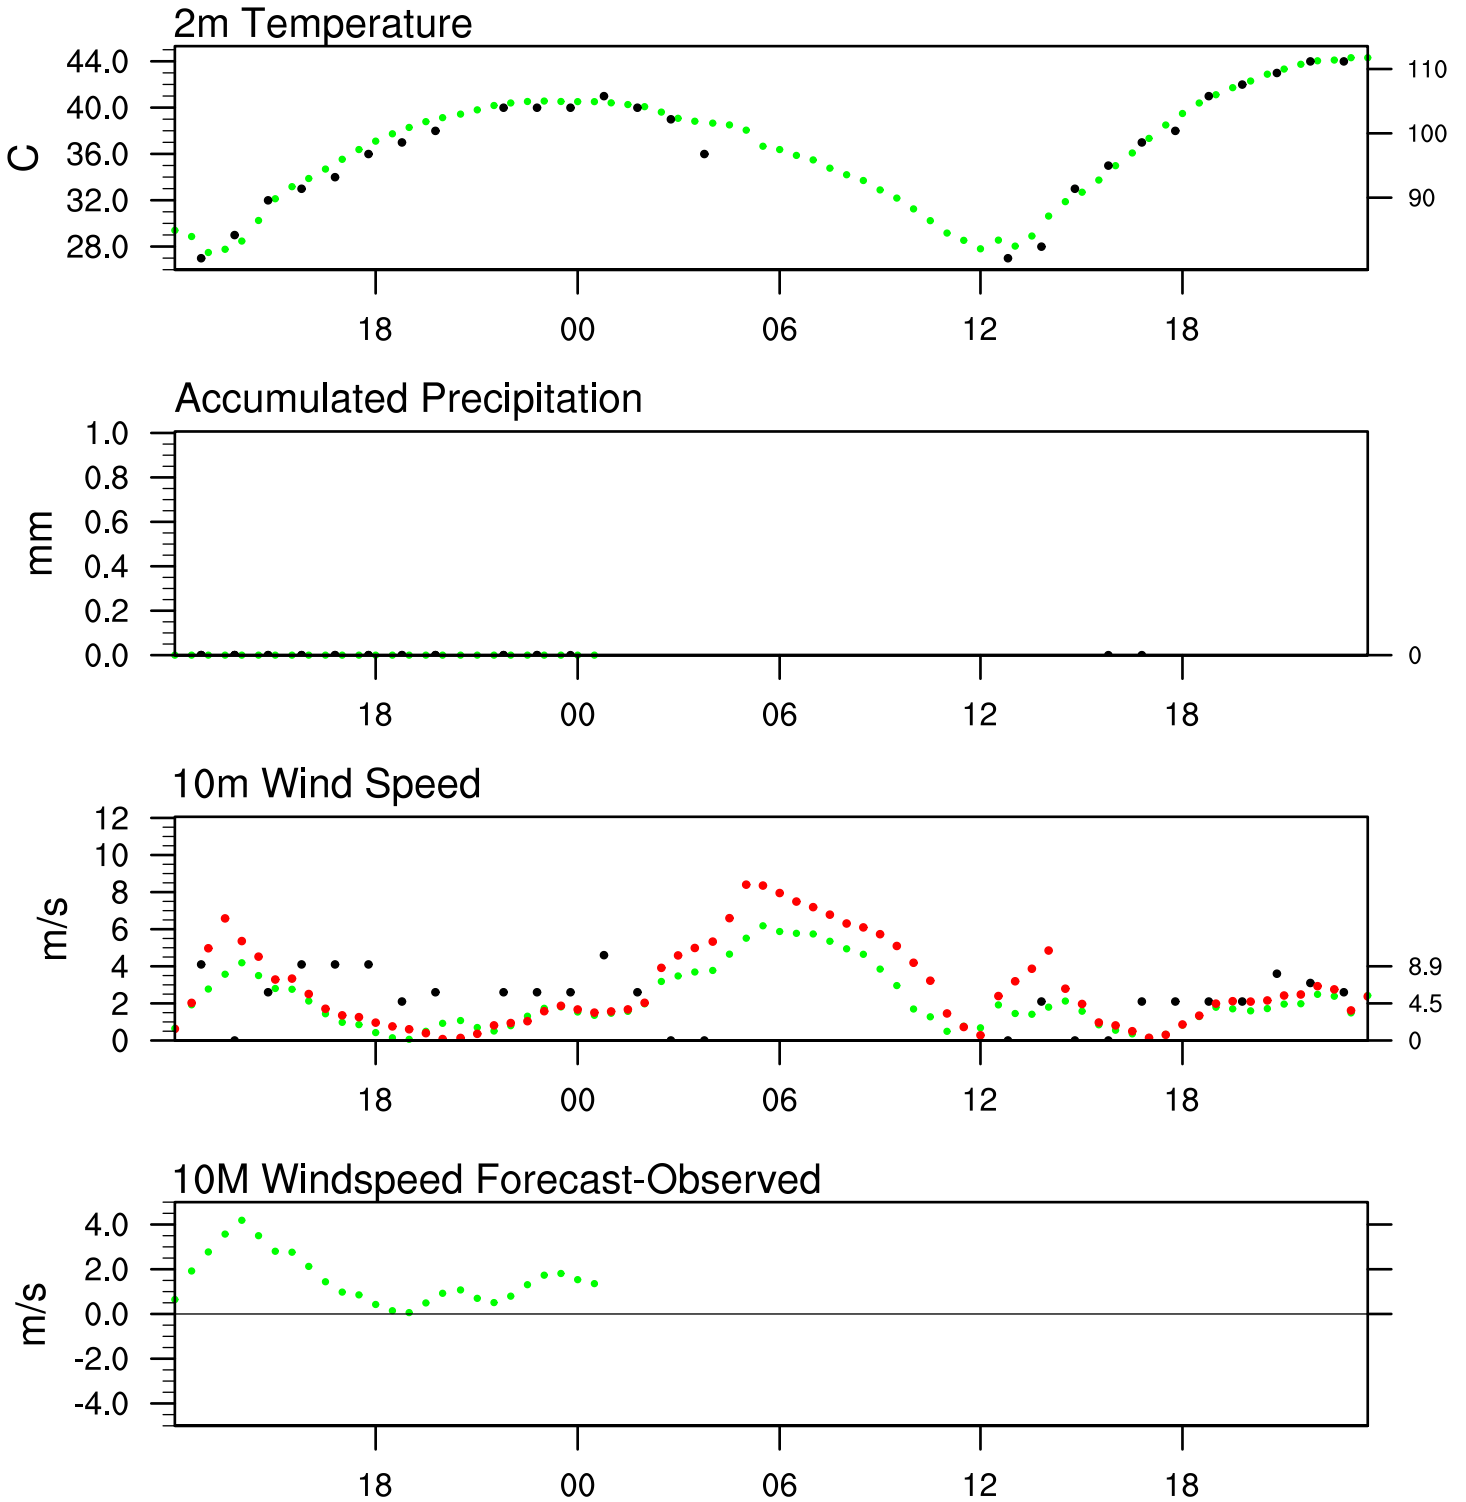 2m Temperature
44.0
40.0
36.0
32.0
28.0
C
110
100
90
18 00 06 12 18
Accumulated Precipitation
1.0
0.8
0.6
0.4
0.2
0.0
mm
0
18 00 06 12 18
10m Wind Speed
12
10
8
6
4
2
0
m/s
8.9
4.5
0
18 00 06 12 18
10M Windspeed Forecast-Observed
4.0
2.0
0.0
-2.0
-4.0
m/s
18 00 06 12 18